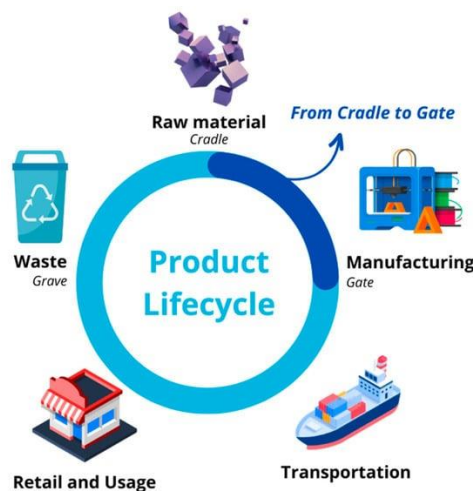 Raw material
Cradle
From Cradle to Gate
Manufacturing
Gate
Transportation
Retail and Usage
Waste
Grave
Product
Lifecycle